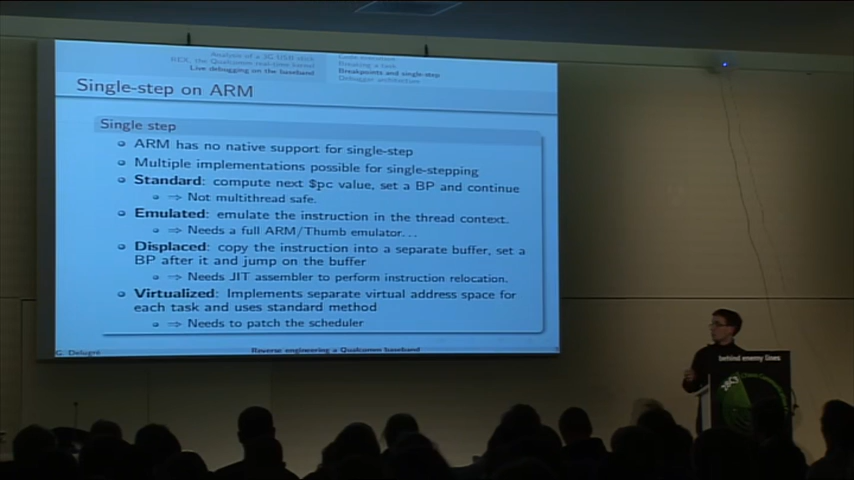 Analysis of a 3G USB stick
REX, the Qualcomm real-time kernel
Live debugging on the baseband
Code execution
Breaking a task
Breakpoints and single-step
Debugger architecture
Single-step on ARM
Single step
ARM has no native support for single-step
Multiple implementations possible for single-stepping
Standard: compute next $pc value, set a BP and continue
⇒ Not multithread safe.
Emulated: emulate the instruction in the thread context.
⇒ Needs a full ARM/Thumb emulator...
Displaced: copy the instruction into a separate buffer, set a
BP after it and jump on the buffer
⇒ Needs JIT assembler to perform instruction relocation.
Virtualized: Implements separate virtual address space for
each task and uses standard method
⇒ Needs to patch the scheduler
G. Delugré
Reverse engineering a Qualcomm baseband
behind enemy lines